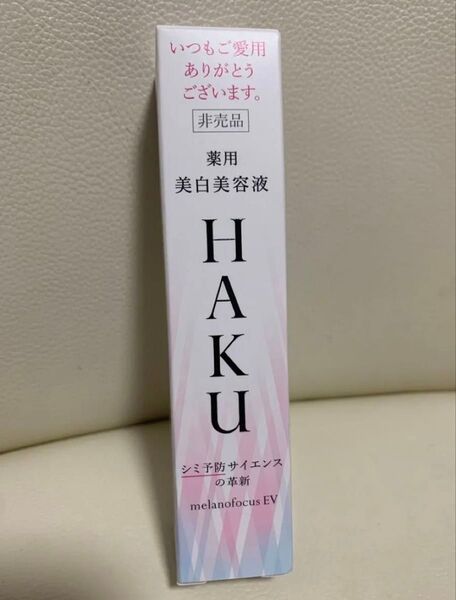 いつもご愛用
ありがとう
ございます。
非売品
薬用
美白美容液
HAKU
シミ予防サイエンス
の革新
melanofocus EV